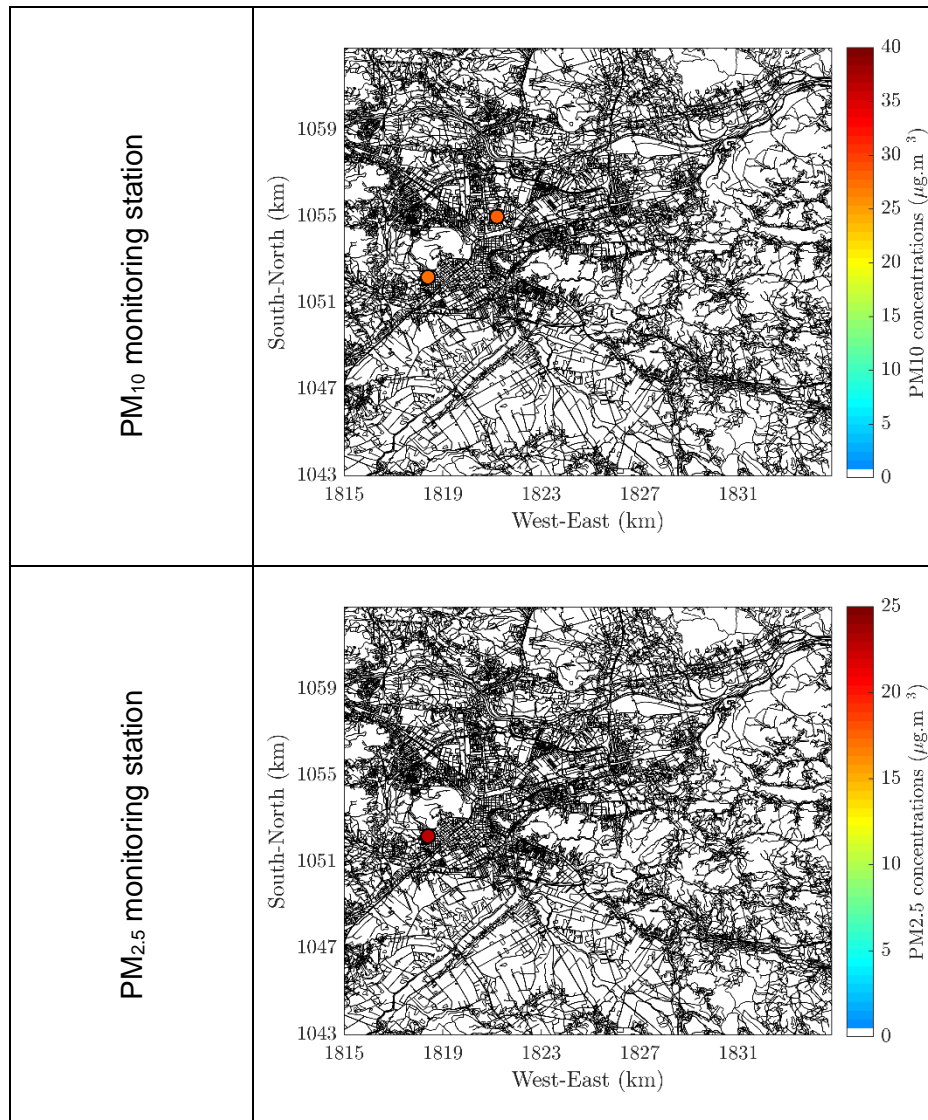 PM₁₀ monitoring station
1059
1055
1051
1047
1043
South-North (km)
1815 1819 1823 1827 1831
West-East (km)
40
35
30
25
20
15
10
5
0
PM10 concentrations (μg.m 3)
PM₂.₅ monitoring station
1059
1055
1051
1047
1043
South-North (km)
1815 1819 1823 1827 1831
West-East (km)
25
20
15
10
5
0
PM2.5 concentrations (μg.m 3)